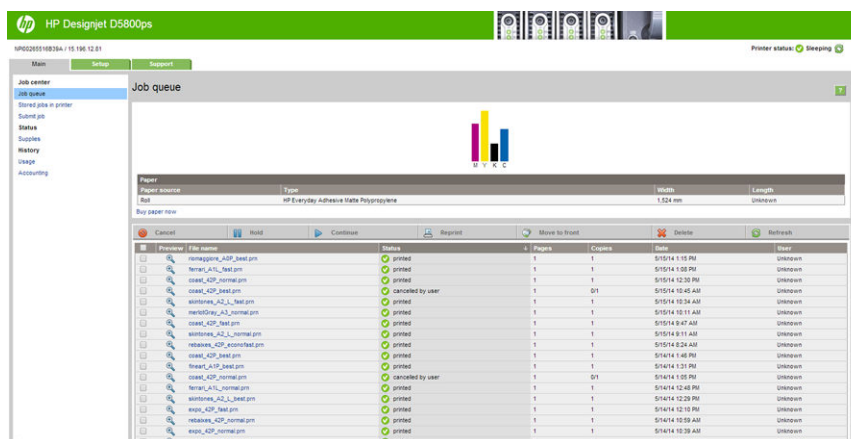 HP Designjet D5800ps
Printer status: Sleeping
Main Setup Support
Job center
Job queue
Stored jobs in printer
Submit job
Status
Supplies
History
Usage
Accounting
Job queue
?
M Y K C
Paper
Paper source Type Width Length
Roll HP Everyday Adhesive Matte Polypropylene 1,524 mm Unknown
Buy paper now
Cancel Hold Continue Reprint Move to front Delete Refresh
Preview File name Status Pages Copies Date User
romaggiore_A0P_best.prn printed 1 1 5/15/14 1:15 PM Unknown
ferrari_A1L_fast.prn printed 1 1 5/15/14 1:08 PM Unknown
coast_42P_normal.prn printed 1 1 5/15/14 12:30 PM Unknown
coast_42P_best.prn cancelled by user 1 0/1 5/15/14 10:45 AM Unknown
skintones_A2_L_fast.prn printed 1 1 5/15/14 10:34 AM Unknown
merlotGray_A3_normal.prn printed 1 1 5/15/14 10:11 AM Unknown
coast_42P_fast.prn printed 1 1 5/15/14 9:47 AM Unknown
skintones_A2_L_normal.prn printed 1 1 5/15/14 9:11 AM Unknown
rebaixes_42P_econofast.prn printed 1 1 5/15/14 8:24 AM Unknown
coast_42P_best.prn printed 1 1 5/14/14 1:46 PM Unknown
fineart_A1P_best.prn printed 1 1 5/14/14 1:31 PM Unknown
coast_42P_normal.prn cancelled by user 1 0/1 5/14/14 1:05 PM Unknown
ferrari_A1L_normal.prn printed 1 1 5/14/14 12:48 PM Unknown
skintones_A2_L_best.prn printed 1 1 5/14/14 12:29 PM Unknown
expo_42P_fast.prn printed 1 1 5/14/14 12:10 PM Unknown
rebaixes_42P_normal.prn printed 1 1 5/14/14 10:59 AM Unknown
expo_42P_normal.prn printed 1 1 5/14/14 10:39 AM Unknown